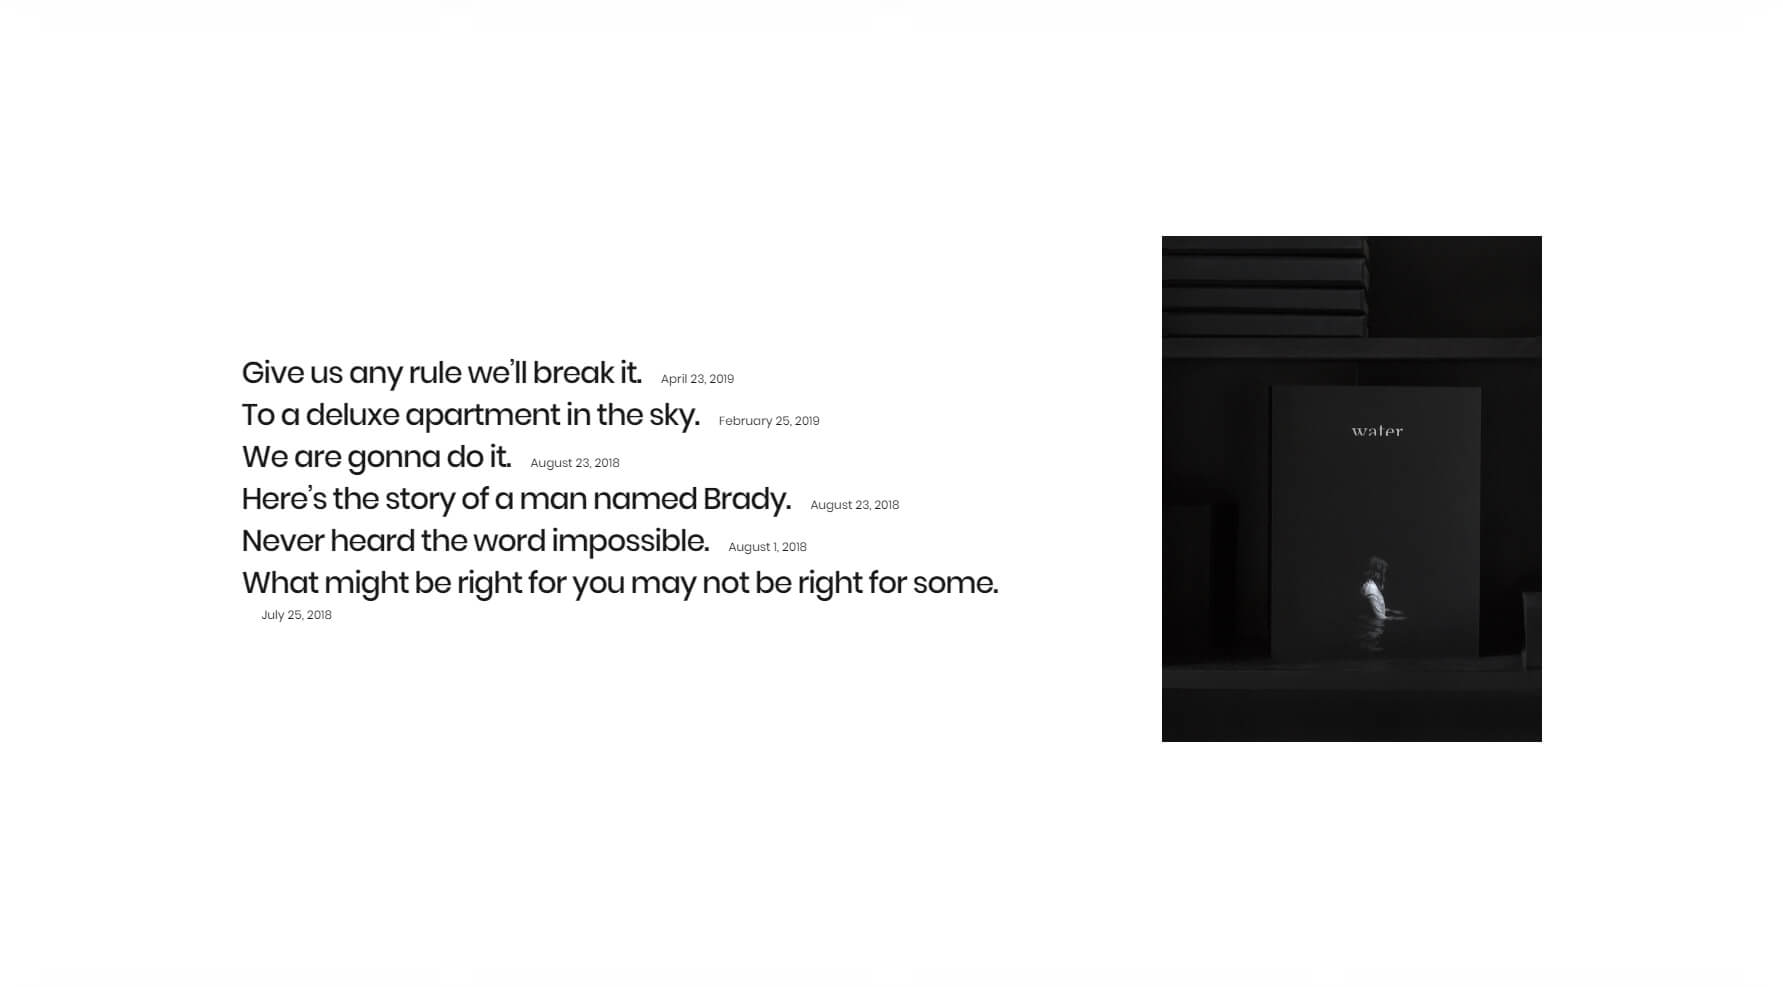 Give us any rule we’ll break it. April 23, 2019
To a deluxe apartment in the sky. February 25, 2019
We are gonna do it. August 23, 2018
Here’s the story of a man named Brady. August 23, 2018
Never heard the word impossible. August 1, 2018
What might be right for you may not be right for some.
July 25, 2018
water